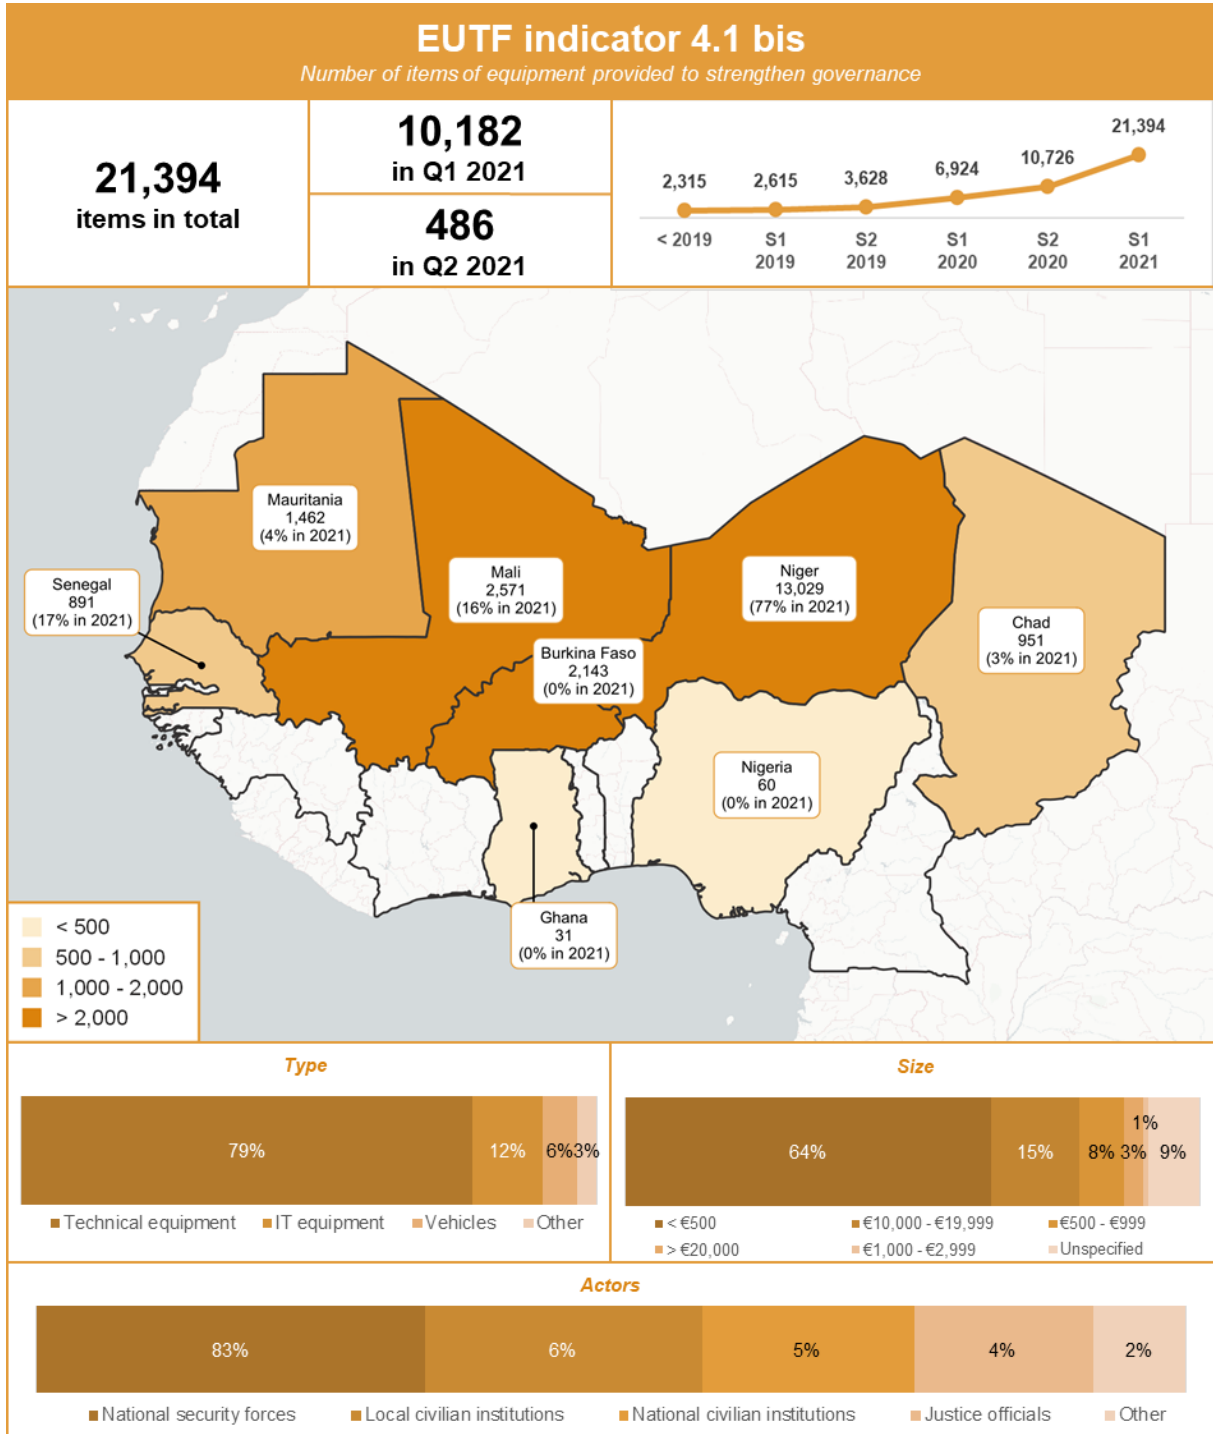 EUTF indicator 4.1 bis
Number of items of equipment provided to strengthen governance
21,394
items in total
10,182
in Q1 2021
486
in Q2 2021
2,315
2,615
3,628
6,924
10,726
21,394
< 2019
S1
2019
S2
2019
S1
2020
S2
2020
S1
2021
Mauritania
1,462
(4% in 2021)
Senegal
891
(17% in 2021)
Mali
2,571
(16% in 2021)
Niger
13,029
(77% in 2021)
Burkina Faso
2,143
(0% in 2021)
Chad
951
(3% in 2021)
Nigeria
60
(0% in 2021)
Ghana
31
(0% in 2021)
< 500
500 - 1,000
1,000 - 2,000
> 2,000
Type
79%
12%
6%
3%
Technical equipment
IT equipment
Vehicles
Other
Size
64%
15%
8%
3%
1%
9%
< €500
€10,000 - €19,999
€500 - €999
> €20,000
€1,000 - €2,999
Unspecified
Actors
83%
6%
5%
4%
2%
National security forces
Local civilian institutions
National civilian institutions
Justice officials
Other